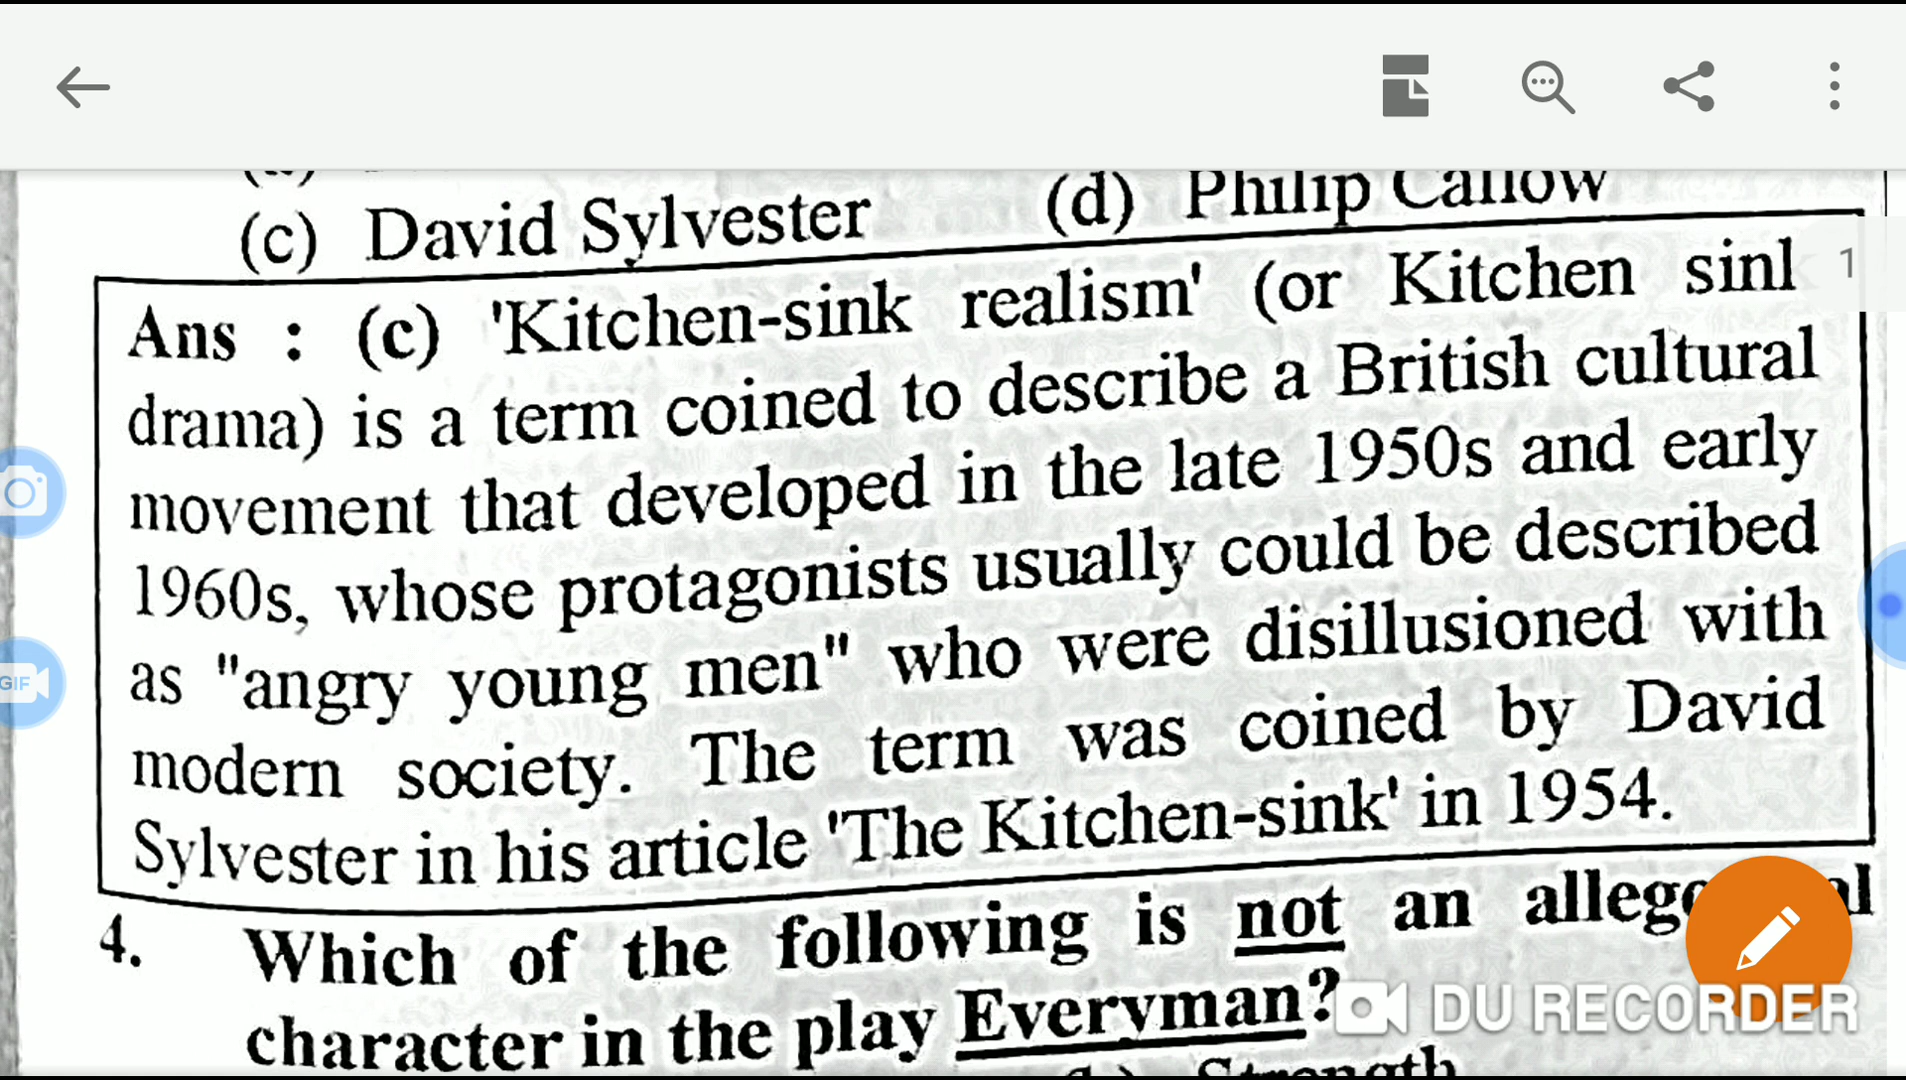 (c) David Sylvester (d) Philip Callow
1
Ans : (c) 'Kitchen-sink realism' (or Kitchen sinl
drama) is a term coined to describe a British cultural
movement that developed in the late 1950s and early
1960s, whose protagonists usually could be described
as "angry young men" who were disillusioned with
modern society. The term was coined by David
Sylvester in his article 'The Kitchen-sink' in 1954.
4. Which of the following is not an
character in the play Everyman?
Strength
GIF
DU RECORDER